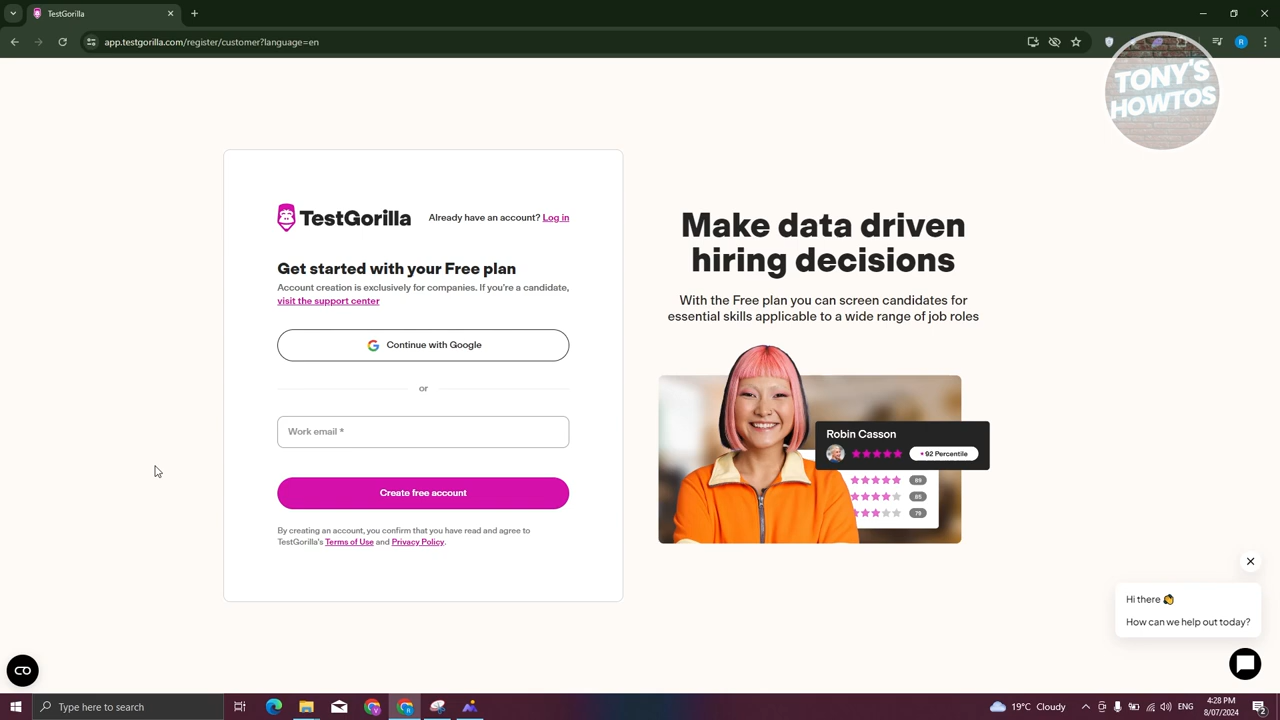 TestGorilla
app.testgorilla.com/register/customer?language=en
R
TONY'S
HOWTOS
TestGorilla
Already have an account? Log in
Get started with your Free plan
Account creation is exclusively for companies. If you're a candidate,
visit the support center
Continue with Google
or
Work email *
Create free account
By creating an account, you confirm that you have read and agree to
TestGorilla's Terms of Use and Privacy Policy.
Make data driven
hiring decisions
With the Free plan you can screen candidates for
essential skills applicable to a wide range of job roles
Robin Casson
+92 Percentile
89
85
79
Hi there 👋
How can we help out today?
Type here to search
R
19°C Cloudy
ENG
4:28 PM
8/07/2024
2